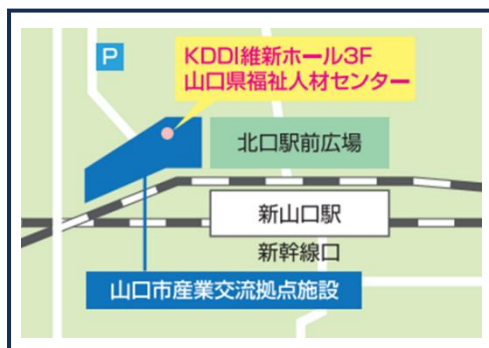 P
KDDI維新ホール3F
山口県福祉人材センター
北口駅前広場
新山口駅
新幹線口
山口市産業交流拠点施設